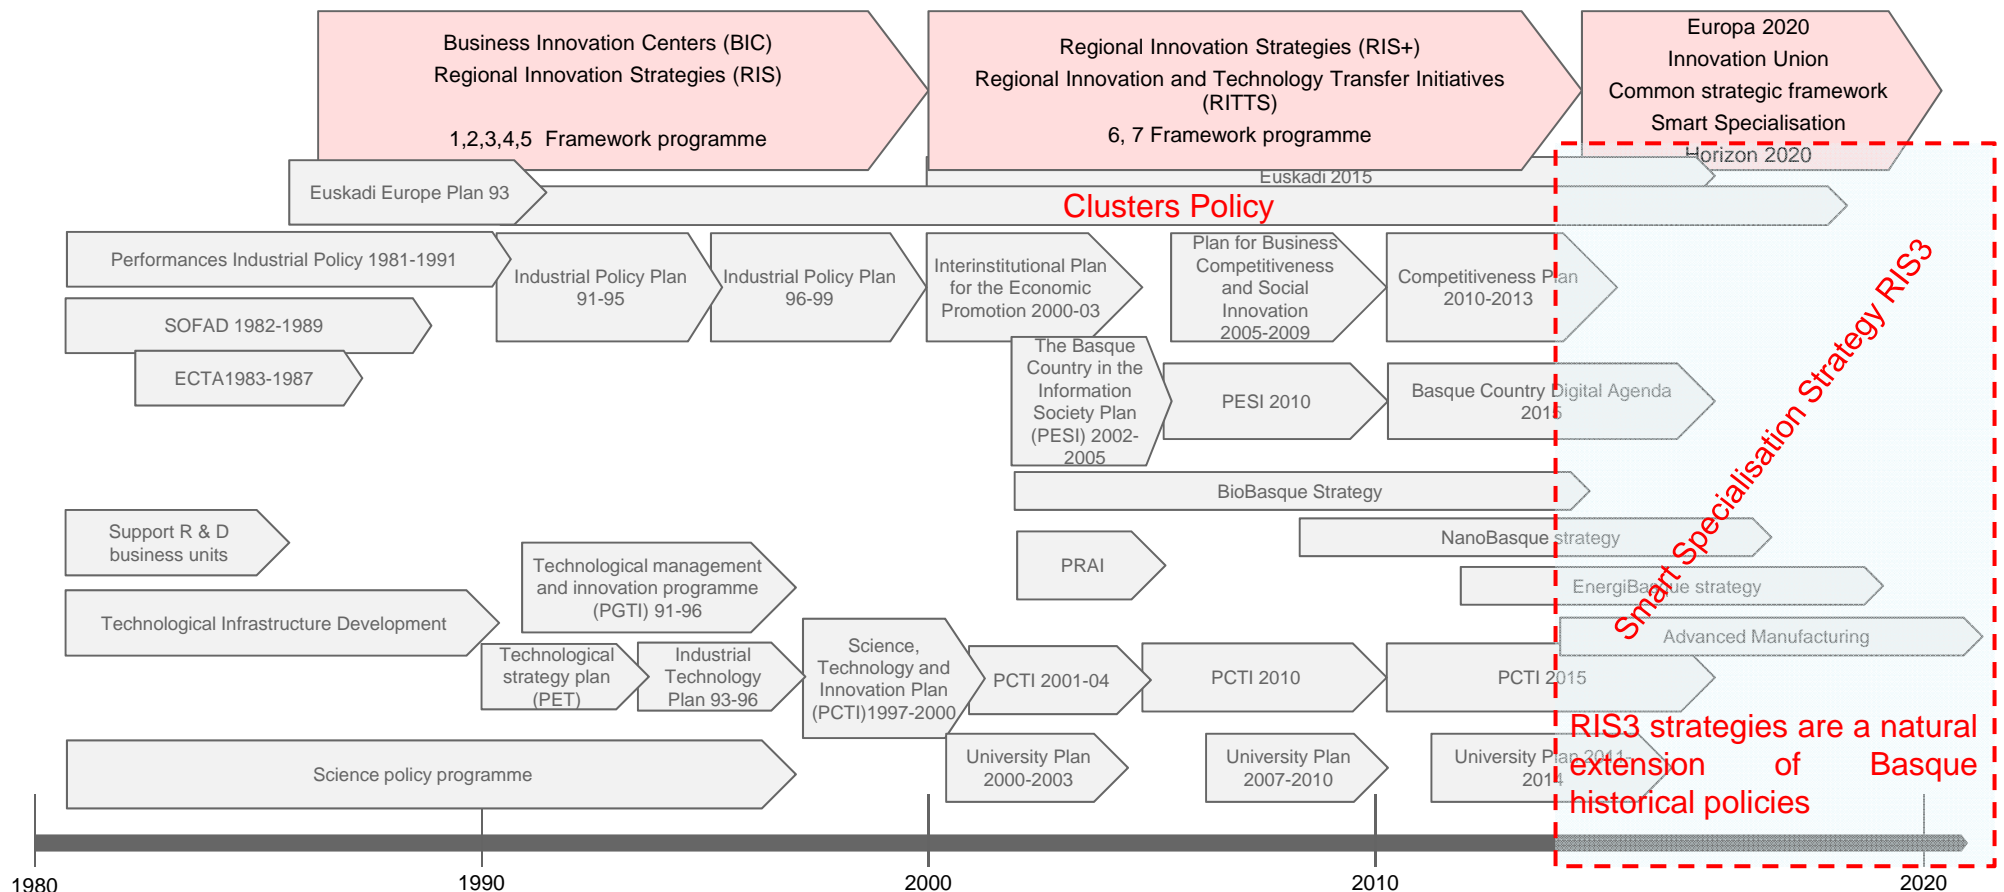 Business Innovation Centers (BIC)
Regional Innovation Strategies (RIS)
1,2,3,4,5 Framework programme
Regional Innovation Strategies (RIS+)
Regional Innovation and Technology Transfer Initiatives
(RITTS)
6, 7 Framework programme
Europa 2020
Innovation Union
Common strategic framework
Smart Specialisation
Horizon 2020
Euskadi 2015
Euskadi Europe Plan 93
Clusters Policy
Performances Industrial Policy 1981-1991
Industrial Policy Plan
91-95
Industrial Policy Plan
96-99
Interinstitutional Plan
for the Economic
Promotion 2000-03
Plan for Business
Competitiveness
and Social
Innovation
2005-2009
Competitiveness Plan
2010-2013
SOFAD 1982-1989
ECTA1983-1987
The Basque
Country in the
Information
Society Plan
(PESI) 2002-
2005
PESI 2010
Basque Country Digital Agenda
2015
BioBasque Strategy
Smart Specialisation Strategy RIS3
Support R & D
business units
NanoBasque strategy
Technological management
and innovation programme
(PGTI) 91-96
PRAI
EnergiBasque strategy
Technological Infrastructure Development
Advanced Manufacturing
Technological
strategy plan
(PET)
Industrial
Technology
Plan 93-96
Science,
Technology and
Innovation Plan
(PCTI)1997-2000
PCTI 2001-04
PCTI 2010
PCTI 2015
Science policy programme
University Plan
2000-2003
University Plan
2007-2010
University Plan 2011-
2014
RIS3 strategies are a natural
extension of Basque
historical policies
1980
1990
2000
2010
2020